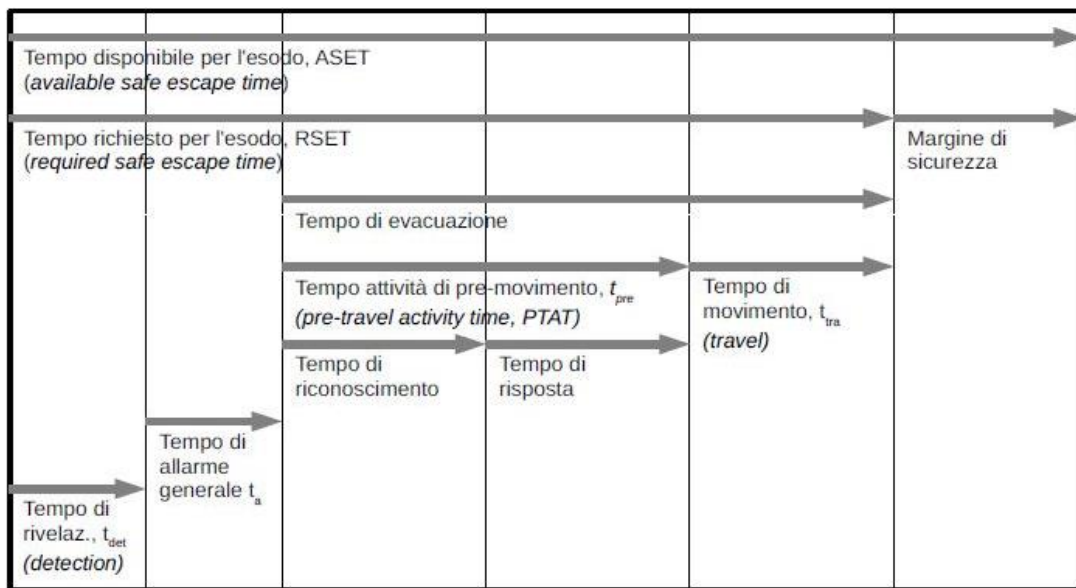 Tempo disponibile per l'esodo, ASET
(available safe escape time)
Tempo richiesto per l'esodo, RSET
(required safe escape time)
Margine di
sicurezza
Tempo di evacuazione
Tempo attività di pre-movimento, tpre
(pre-travel activity time, PTAT)
Tempo di
movimento, ttra
(travel)
Tempo di
riconoscimento
Tempo di
risposta
Tempo di
allarme
generale ta
Tempo di
rivelaz., tdet
(detection)